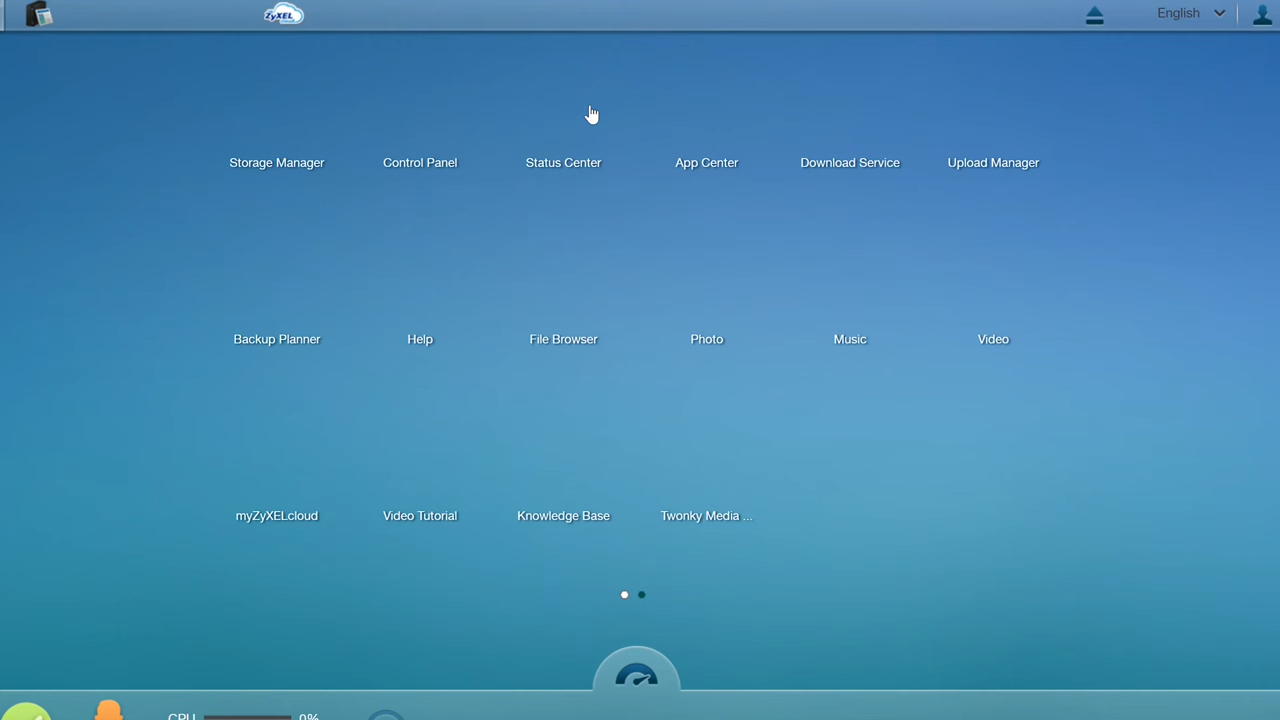 ZyXEL
English
Storage Manager
Control Panel
Status Center
App Center
Download Service
Upload Manager
Backup Planner
Help
File Browser
Photo
Music
Video
myZyXELcloud
Video Tutorial
Knowledge Base
Twonky Media ...
CPU 0%